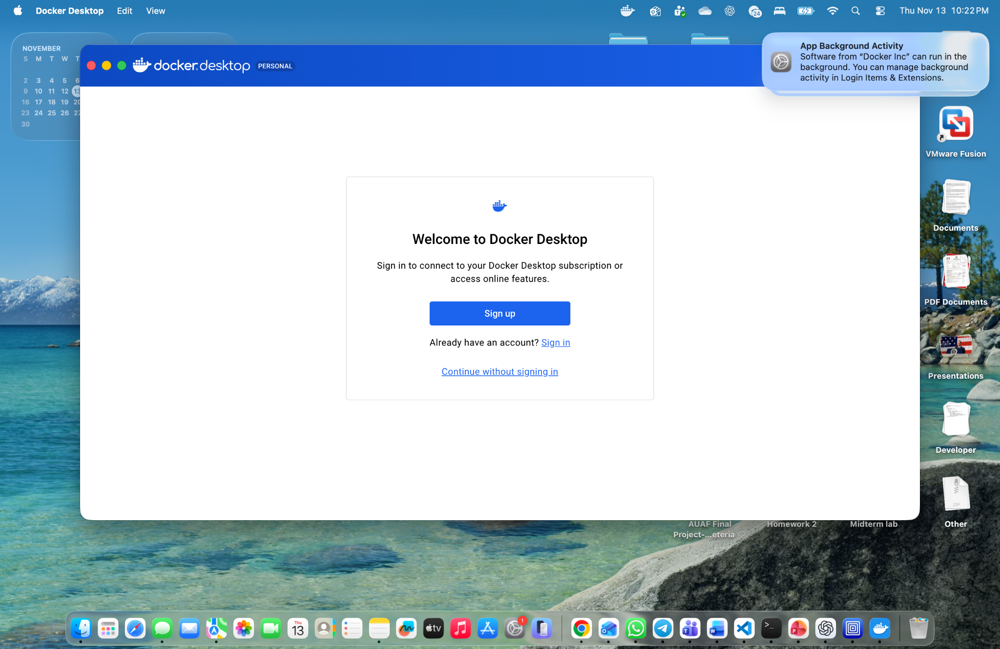 Docker Desktop Edit View
24
Thu Nov 13 10:22 PM
NOVEMBER
S M T W T
2 3 4 5 6
9 10 11 12 13
16 17 18 19 20
23 24 25 26 27
30
docker desktop PERSONAL
App Background Activity
Software from “Docker Inc” can run in the
background. You can manage background
activity in Login Items & Extensions.
Welcome to Docker Desktop
Sign in to connect to your Docker Desktop subscription or
access online features.
Sign up
Already have an account? Sign in
Continue without signing in
VMware Fusion
Documents
PDF Documents
Presentations
Developer
ZIP
Other
AUAF Final
Project-...eteria
Homework 2
Midterm lab
Thu
13
tv
1